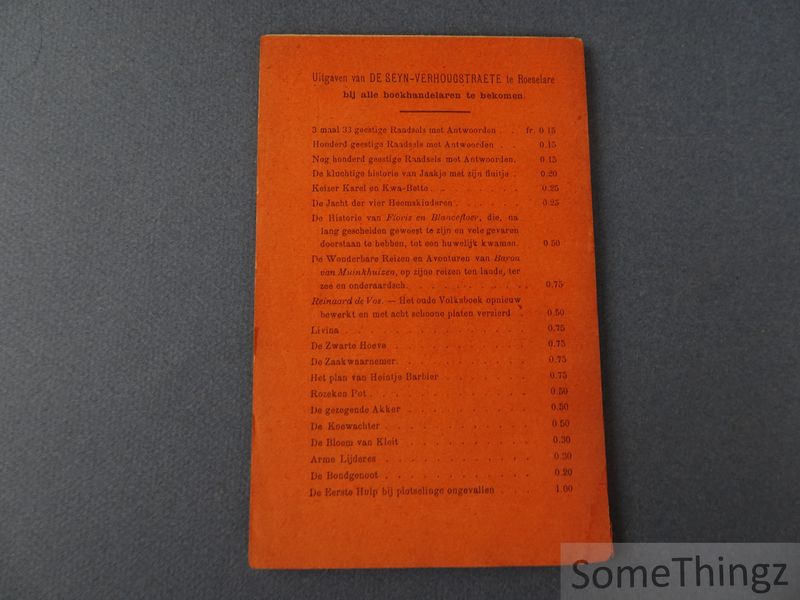 Uitgaven van DE SEYN-VERHOUGSTRAETE te Roeselare
bij alle boekhandelaren te bekomen.
3 maal 33 geestige Raadsels met Antwoorden . . fr. 0 15
Honderd geestige Raadsels met Antwoorden . . 0.15
Nog honderd geestige Raadsels met Antwoorden. 0 15
De kluchtige historie van Jaakje met zijn fluitje . 0.20
Keizer Karel en Kwa-Bette . . . . . . . 0.25
De Jacht der vier Heemskinderen . . . . . 0.25
De Historie van Floris en Blancefloer, die, na
lang gescheiden geweest te zijn en vele gevaren
doorstaan te hebben, tot een huwelijk kwamen. 0 50
De Wonderbare Reizen en Avonturen van Baron
van Muinkhuizen, op zijne reizen ten lande, ter
zee en onderaardsch. . . . . . . . . 0.75
Reinaard de Vos. — Het oude Volksboek opnieuw
bewerkt en met acht schoone platen versierd . 0.50
Livina . . . . . . . . . . . 0.75
De Zwarte Hoeve . . . . . . . . . 0.75
De Zaakwaarnemer. . . . . . . . . 0.75
Het plan van Heintje Barbier . . . . . . 0.75
Rozeken Pot . . . . . . . . . . 0.50
De gezegende Akker . . . . . . . . 0.50
De Koewachter . . . . . . . . . 0.50
De Bloem van Kleit . . . . . . . . 0.30
Arme Lijderes . . . . . . . . . 0.30
De Bondgenoot . . . . . . . . . 0.20
De Eerste Hulp bij plotselinge ongevallen . . . 1.00
SomeThingz